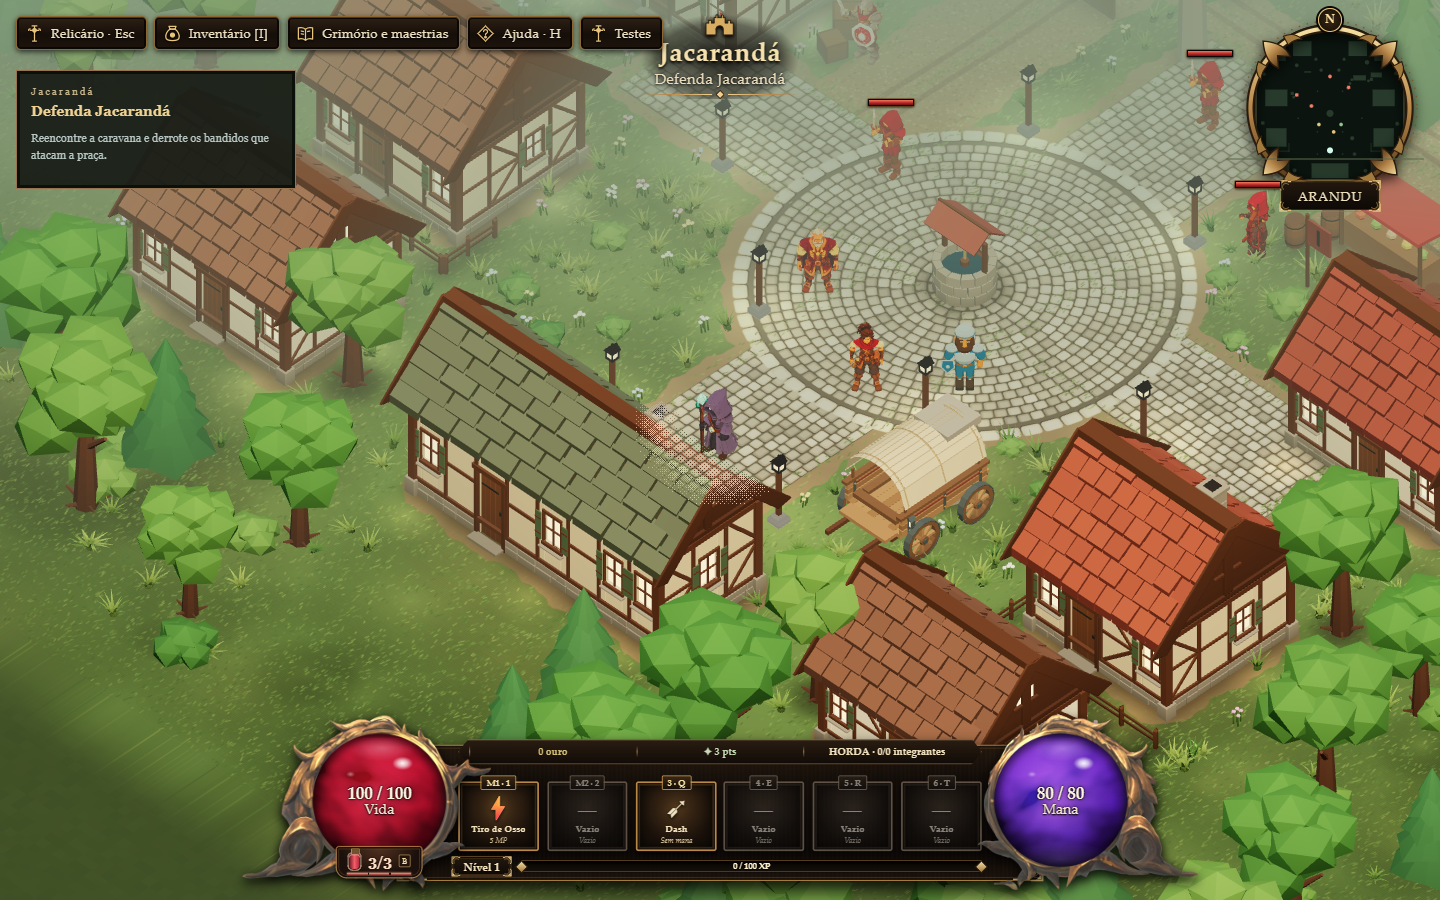 Relicário · Esc
Inventário [I]
Grimório e maestrias
Ajuda · H
Testes
Jacarandá
Defenda Jacarandá
N
Jacarandá
Defenda Jacarandá
Reencontre a caravana e derrote os bandidos que
atacam a praça.
ARANDU
0 ouro
3 pts
HORDA · 0/0 integrantes
100 / 100
Vida
3/3
B
M1 · 1
Tiro de Osso
5 MP
M2 · 2
Vazio
Vazio
3 · Q
Dash
Sem mana
4 · E
Vazio
Vazio
5 · R
Vazio
Vazio
6 · T
Vazio
Vazio
80 / 80
Mana
Nível 1
0 / 100 XP